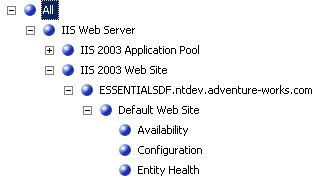 All
IIS Web Server
IIS 2003 Application Pool
IIS 2003 Web Site
ESSENTIALSDF.ntdev.adventure-works.com
Default Web Site
Availability
Configuration
Entity Health